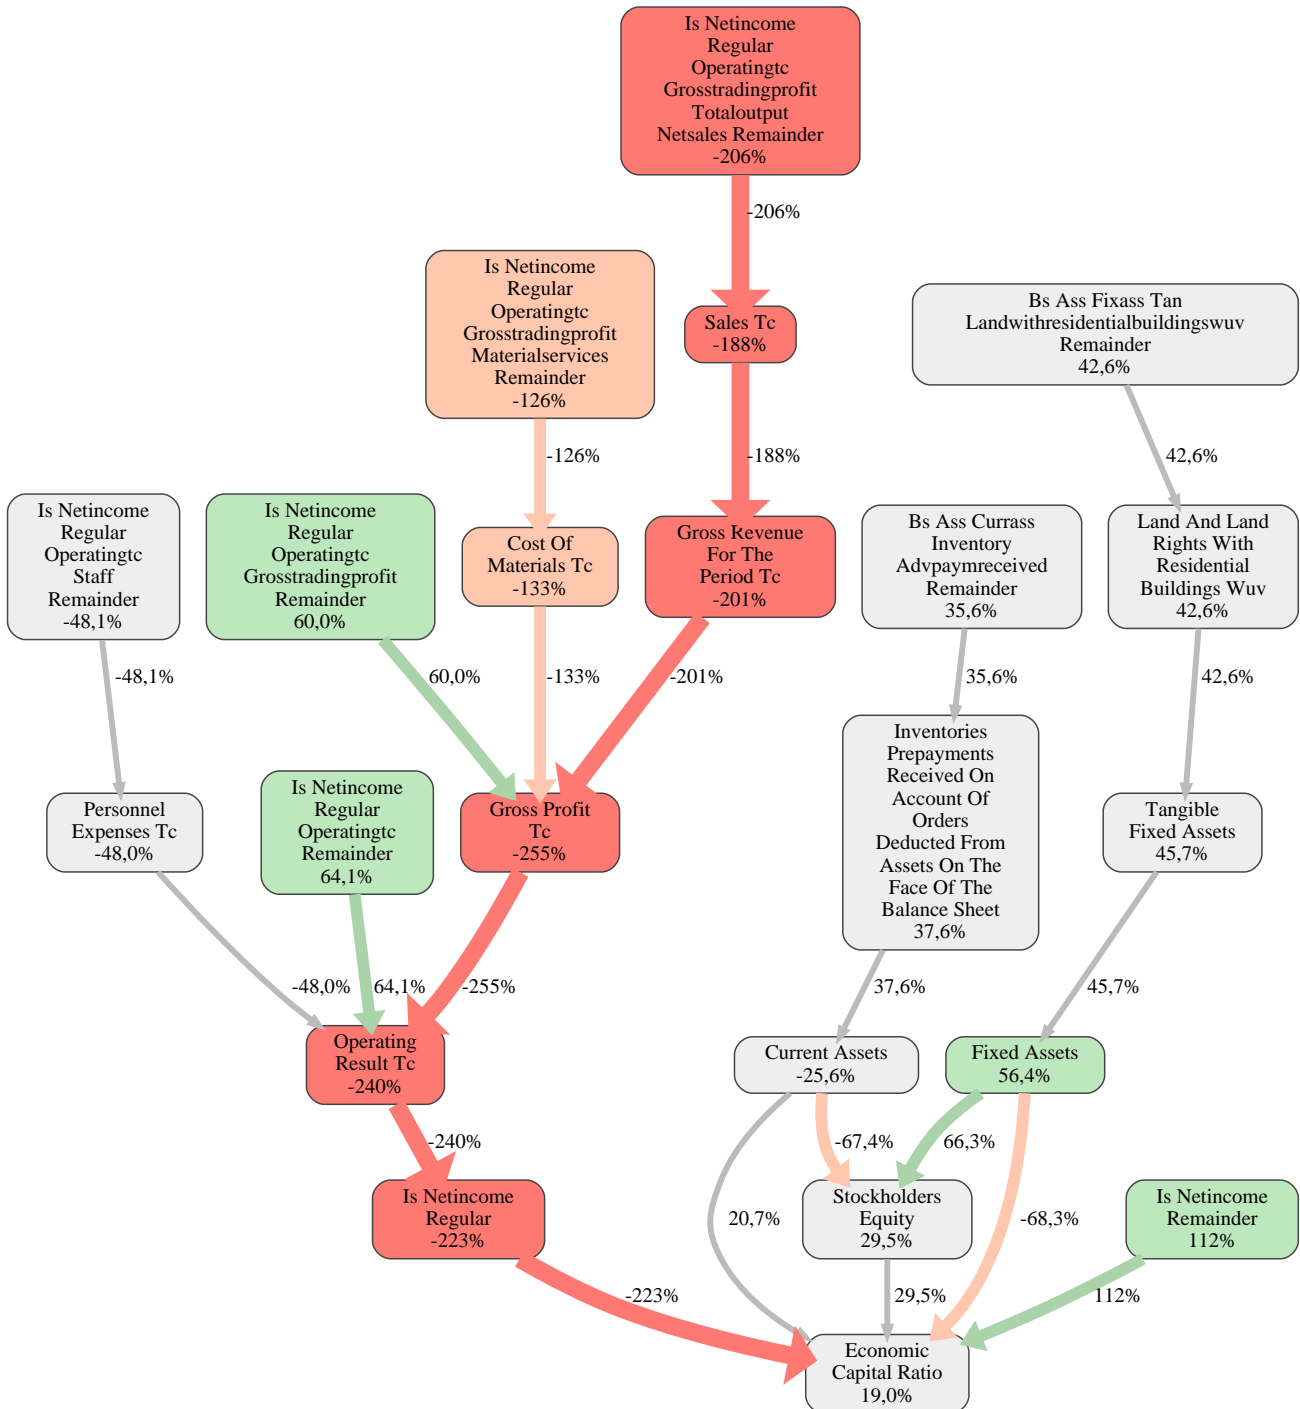 Is Netincome
Regular
Operatingtc
Grosstradingprofit
Totaloutput
Netsales Remainder
-206%
-206%
Is Netincome
Regular
Operatingtc
Grosstradingprofit
Materialservices
Remainder
-126%
Sales Tc
-188%
Bs Ass Fixass Tan
Landwithresidentialbuildingswuv
Remainder
42,6%
-126%
-188%
42,6%
Is Netincome
Regular
Operatingtc
Staff
Remainder
-48,1%
Is Netincome
Regular
Operatingtc
Grosstradingprofit
Remainder
60,0%
Cost Of
Materials Tc
-133%
Gross Revenue
For The
Period Tc
-201%
Bs Ass Currass
Inventory
Advpaymreceived
Remainder
35,6%
Land And Land
Rights With
Residential
Buildings Wuv
42,6%
-48,1%
60,0%
-133%
-201%
35,6%
42,6%
Personnel
Expenses Tc
-48,0%
Is Netincome
Regular
Operatingtc
Remainder
64,1%
Gross Profit
Tc
-255%
Inventories
Prepayments
Received On
Account Of
Orders
Deducted From
Assets On The
Face Of The
Balance Sheet
37,6%
Tangible
Fixed Assets
45,7%
-48,0%
64,1%
-255%
37,6%
45,7%
Operating
Result Tc
-240%
Current Assets
-25,6%
Fixed Assets
56,4%
-240%
-67,4%
66,3%
Is Netincome
Regular
-223%
20,7%
Stockholders
Equity
29,5%
-68,3%
Is Netincome
Remainder
112%
-223%
29,5%
112%
Economic
Capital Ratio
19,0%